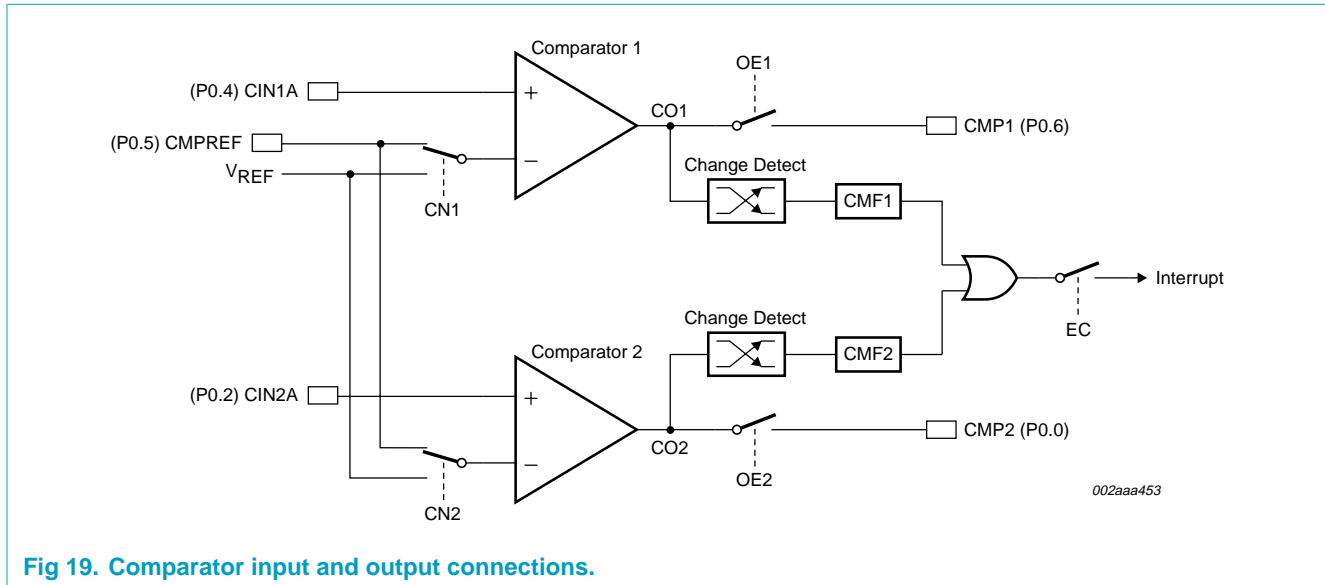 Comparator 1
OE1
(P0.4) CIN1A
+
CO1
CMP1 (P0.6)
(P0.5) CMPREF
−
Change Detect
VREF
CN1
CMF1
Interrupt
EC
Change Detect
Comparator 2
CMF2
(P0.2) CIN2A
+
CMP2 (P0.0)
CO2
−
OE2
CN2
002aaa453
Fig 19. Comparator input and output connections.